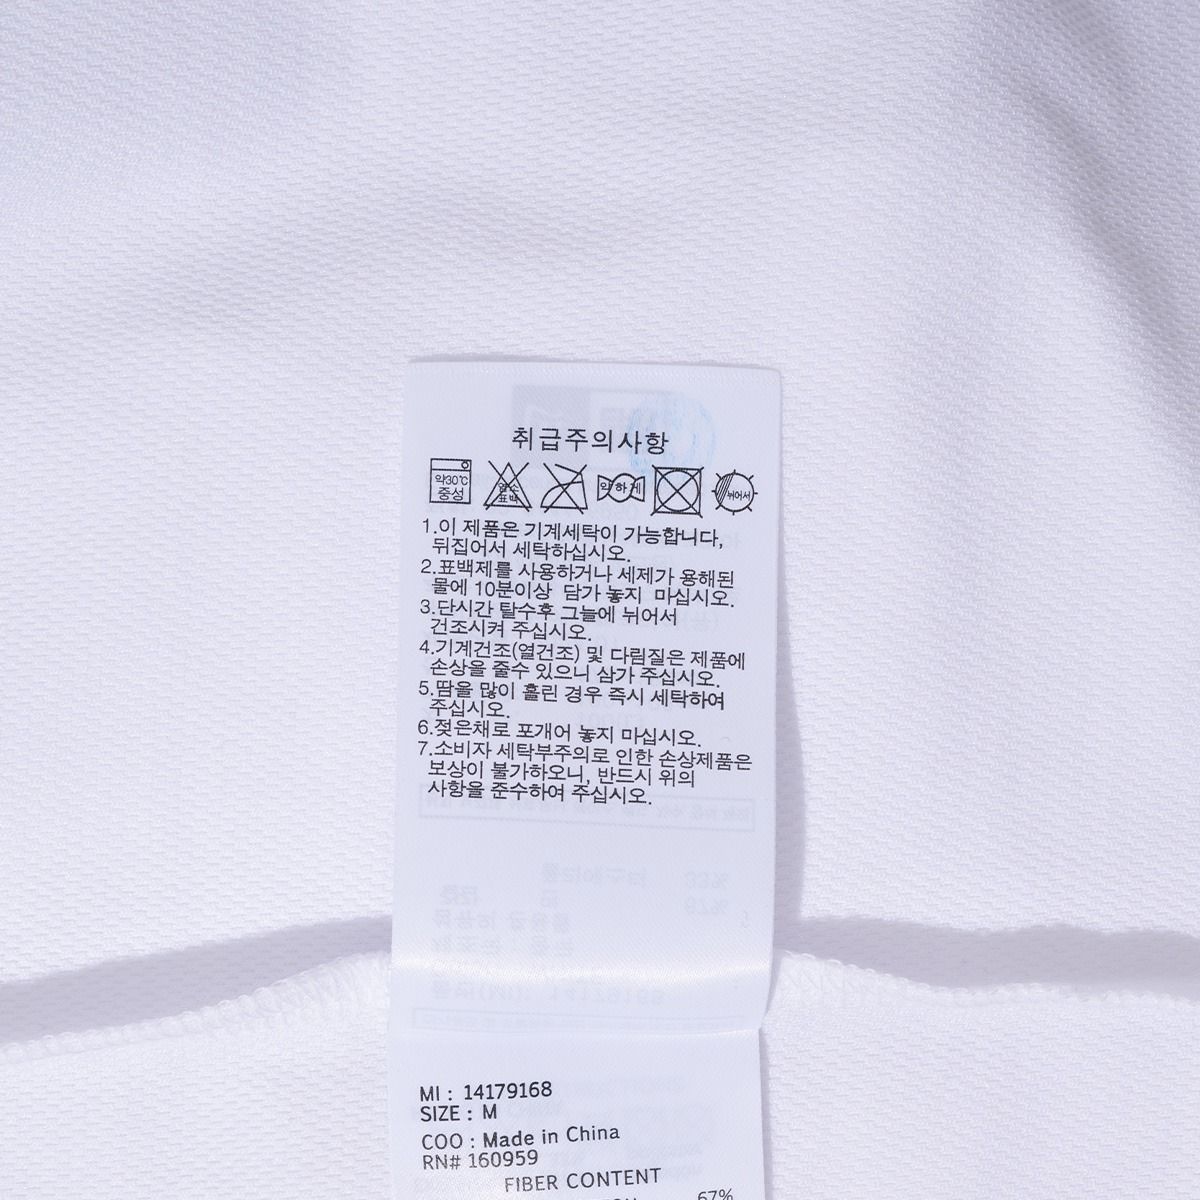 취급주의사항
약30℃ 중성
염소 표백
약하게
뉘어서
1.이 제품은 기계세탁이 가능합니다,
뒤집어서 세탁하십시오.
2.표백제를 사용하거나 세제가 용해된
물에 10분이상 담가 놓지 마십시오.
3.단시간 탈수후 그늘에 뉘어서
건조시켜 주십시오.
4.기계건조(열건조) 및 다림질은 제품에
손상을 줄수 있으니 삼가 주십시오.
5.땀을 많이 흘린 경우 즉시 세탁하여
주십시오.
6.젖은채로 포개어 놓지 마십시오.
7.소비자 세탁부주의로 인한 손상제품은
보상이 불가하오니, 반드시 위의
사항을 준수하여 주십시오.
MI : 14179168
SIZE : M
COO : Made in China
RN# 160959
FIBER CONTENT
67%